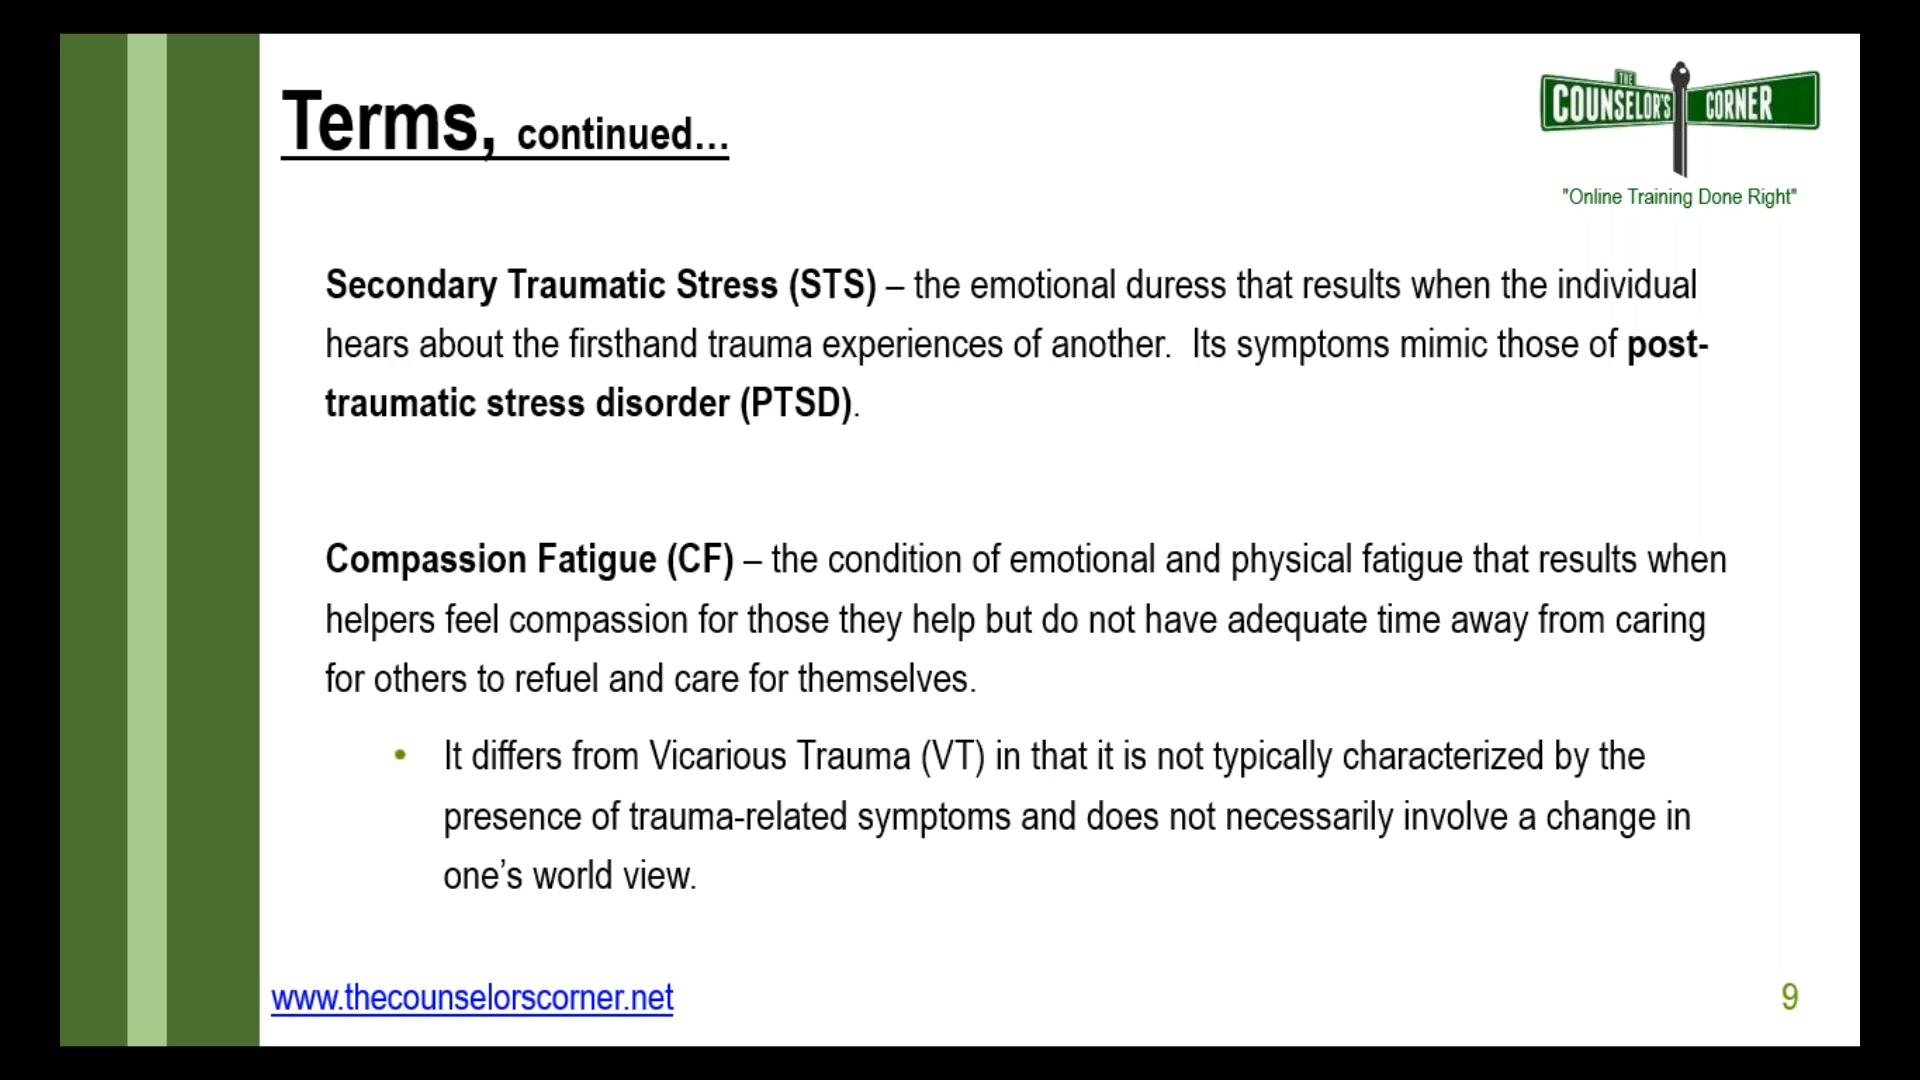 Terms, continued...
THE
COUNSELOR'S CORNER
"Online Training Done Right"
Secondary Traumatic Stress (STS) – the emotional duress that results when the individual
hears about the firsthand trauma experiences of another.  Its symptoms mimic those of post-
traumatic stress disorder (PTSD).
Compassion Fatigue (CF) – the condition of emotional and physical fatigue that results when
helpers feel compassion for those they help but do not have adequate time away from caring
for others to refuel and care for themselves.
• It differs from Vicarious Trauma (VT) in that it is not typically characterized by the
presence of trauma-related symptoms and does not necessarily involve a change in
one’s world view.
www.thecounselorscorner.net
9